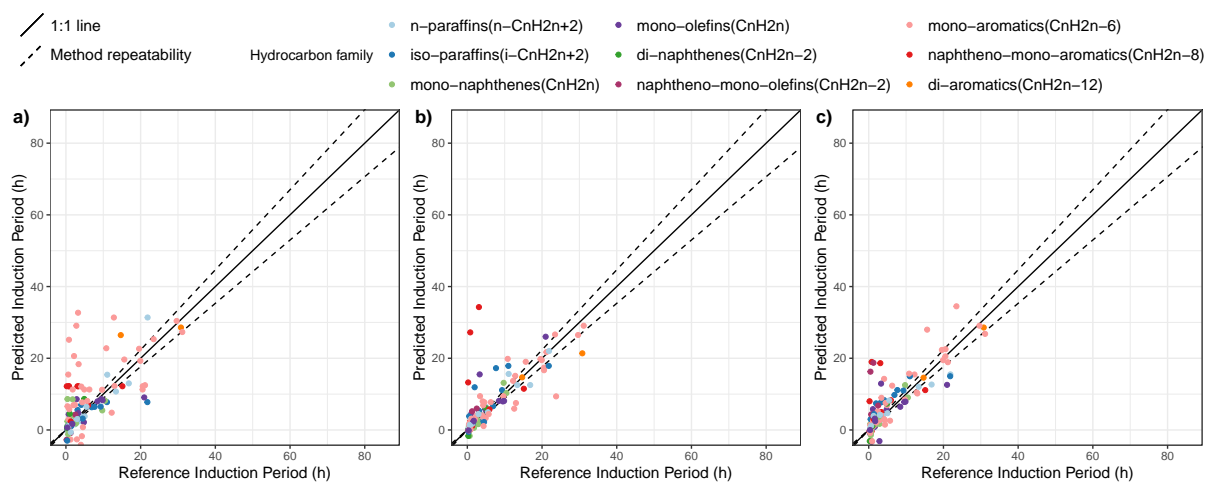 1:1 line
Method repeatability
Hydrocarbon family
n−paraffins(n−CnH2n+2)
iso−paraffins(i−CnH2n+2)
mono−naphthenes(CnH2n)
mono−olefins(CnH2n)
di−naphthenes(CnH2n−2)
naphtheno−mono−olefins(CnH2n−2)
mono−aromatics(CnH2n−6)
naphtheno−mono−aromatics(CnH2n−8)
di−aromatics(CnH2n−12)
a)
Predicted Induction Period (h)
80
60
40
20
0
0 20 40 60 80
Reference Induction Period (h)
b)
Predicted Induction Period (h)
80
60
40
20
0
0 20 40 60 80
Reference Induction Period (h)
c)
Predicted Induction Period (h)
80
60
40
20
0
0 20 40 60 80
Reference Induction Period (h)